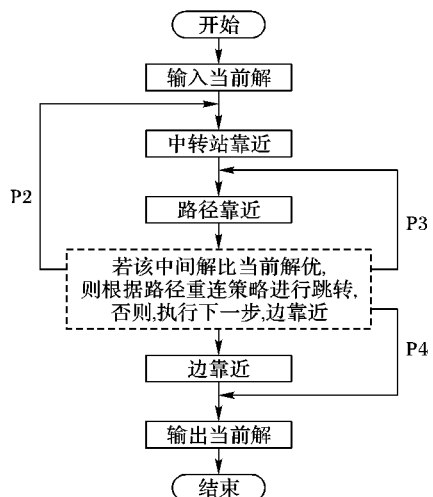 开始
输入当前解
中转站靠近
P2
路径靠近
P3
若该中间解比当前解优,
则根据路径重连策略进行跳转,
否则,执行下一步,边靠近
P4
边靠近
输出当前解
结束